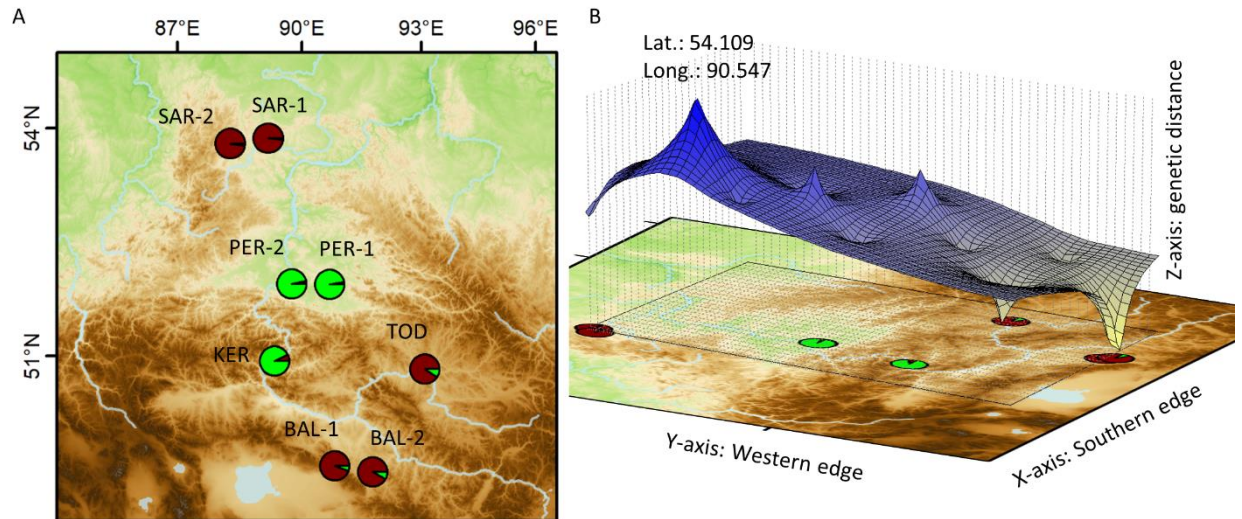 A
87°E 90°E 93°E 96°E
54°N
SAR-2 SAR-1
PER-2 PER-1
51°N
KER
TOD
BAL-1 BAL-2
B
Lat.: 54.109
Long.: 90.547
Z-axis: genetic distance
Y-axis: Western edge
X-axis: Southern edge